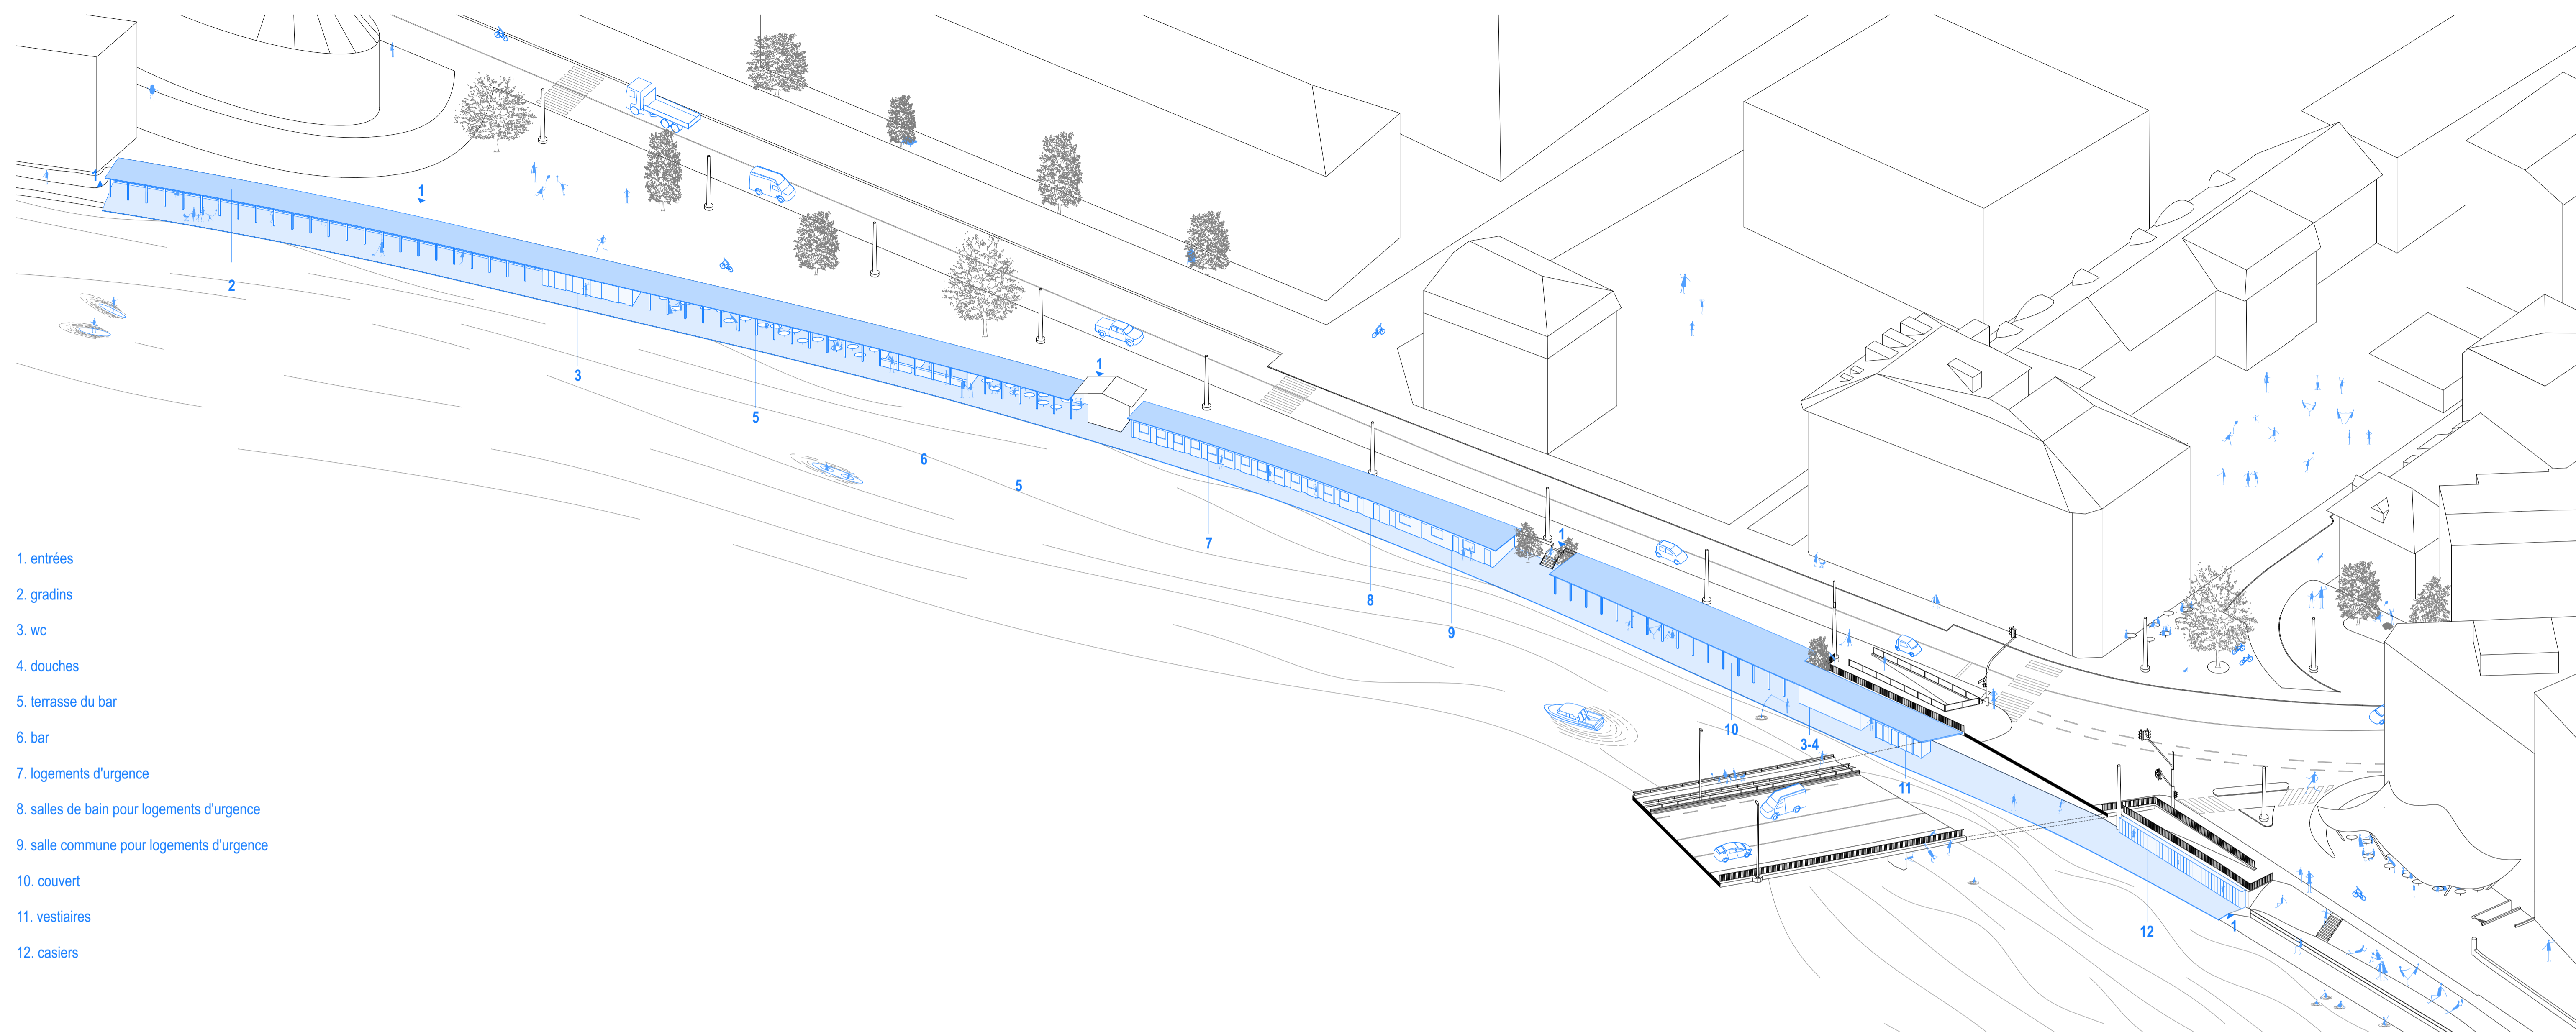 1
1
2
3
1
5
6
5
7
1
8
9
10
3-4
11
12
1
1. entrées
2. gradins
3. wc
4. douches
5. terrasse du bar
6. bar
7. logements d'urgence
8. salles de bain pour logements d'urgence
9. salle commune pour logements d'urgence
10. couvert
11. vestiaires
12. casiers